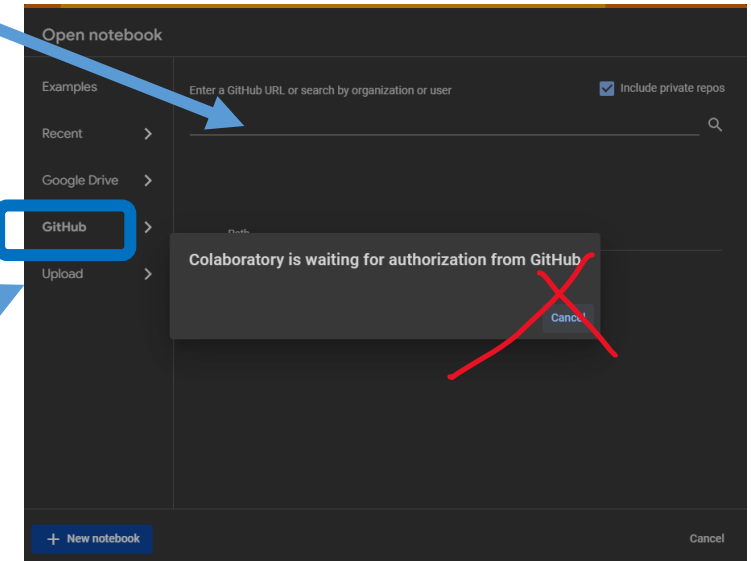 Open notebook
Examples
Enter a GitHub URL or search by organization or user
Include private repos
Recent
Google Drive
GitHub
Path
Upload
Colaboratory is waiting for authorization from GitHub
Cancel
+ New notebook
Cancel